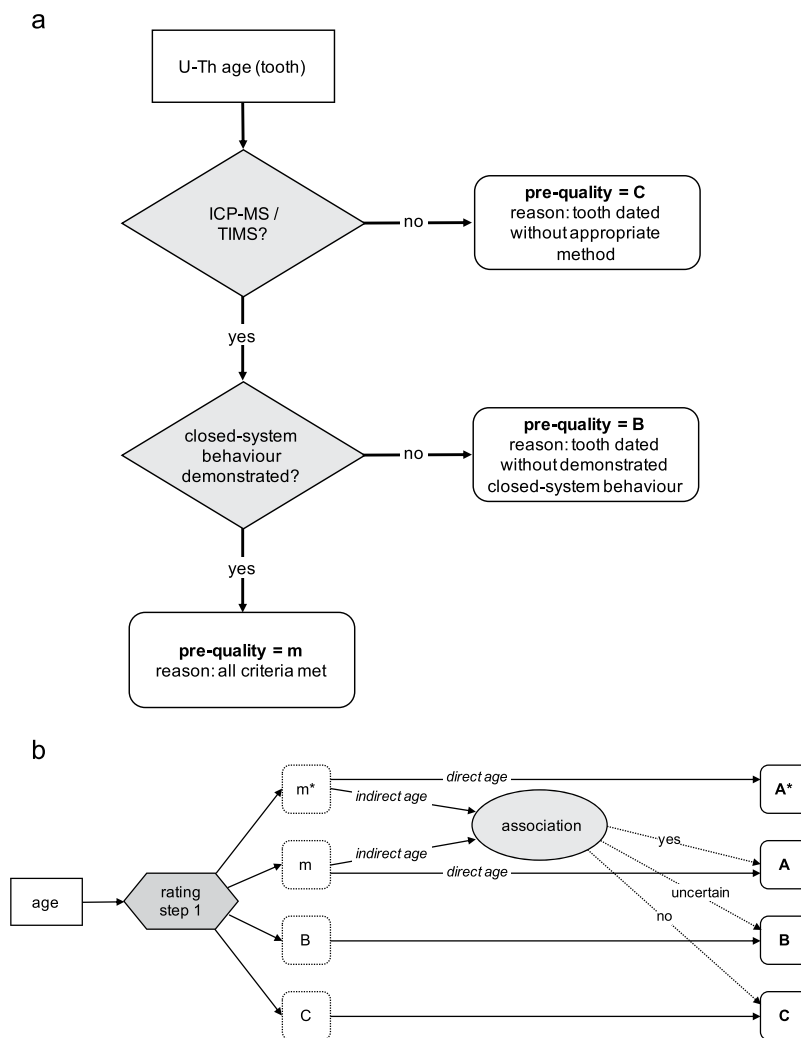 a
U-Th age (tooth)
ICP-MS /
TIMS?
no
pre-quality = C
reason: tooth dated
without appropriate
method
yes
closed-system
behaviour
demonstrated?
no
pre-quality = B
reason: tooth dated
without demonstrated
closed-system behaviour
yes
pre-quality = m
reason: all criteria met
b
age
rating
step 1
m*
direct age
A*
indirect age
association
m
indirect age
direct age
yes
A
uncertain
B
no
B
C
C